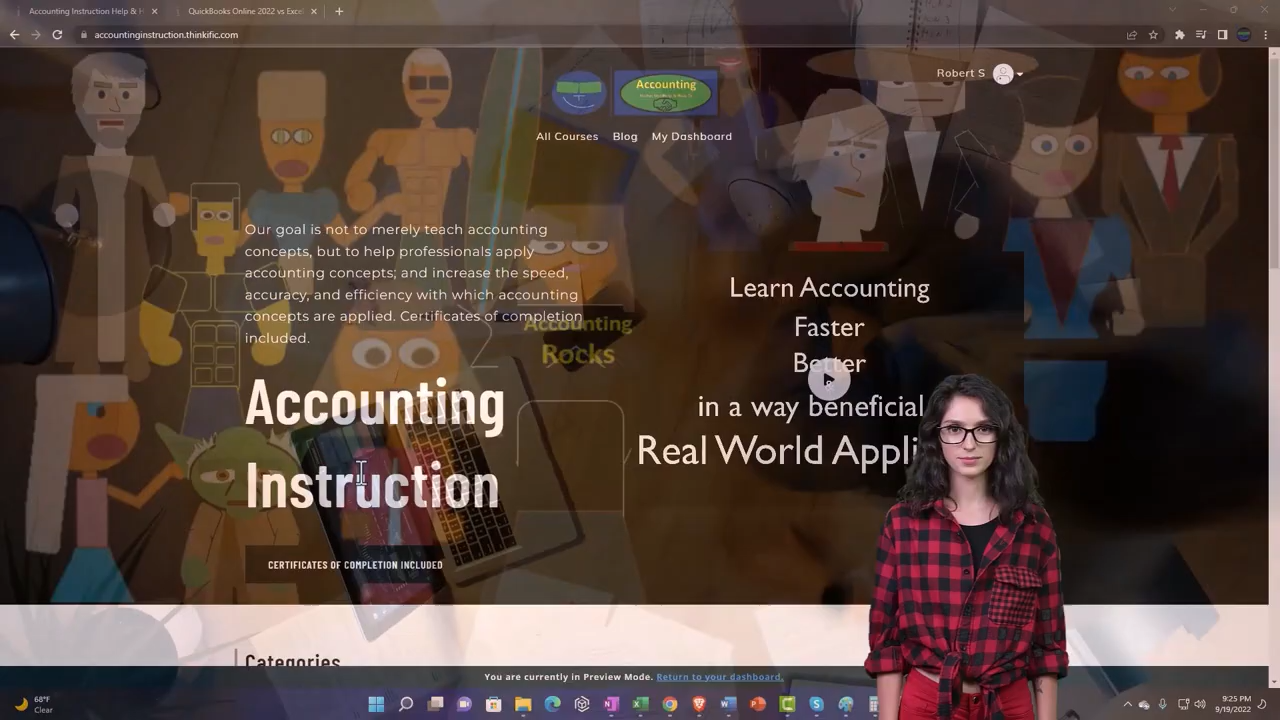 Accounting Instruction Help & H
QuickBooks Online 2022 vs Exce
accountinginstruction.thinkific.com
Accounting
Robert S
All Courses Blog My Dashboard
Our goal is not to merely teach accounting
concepts, but to help professionals apply
accounting concepts; and increase the speed,
accuracy, and efficiency with which accounting
concepts are applied. Certificates of completion
included.
Accounting
Rocks
Learn Accounting
Faster
Better
in a way beneficial
Real World Appli
Accounting
Instruction
CERTIFICATES OF COMPLETION INCLUDED
Categories
You are currently in Preview Mode. Return to your dashboard.
68°F
Clear
9:25 PM
9/19/2022